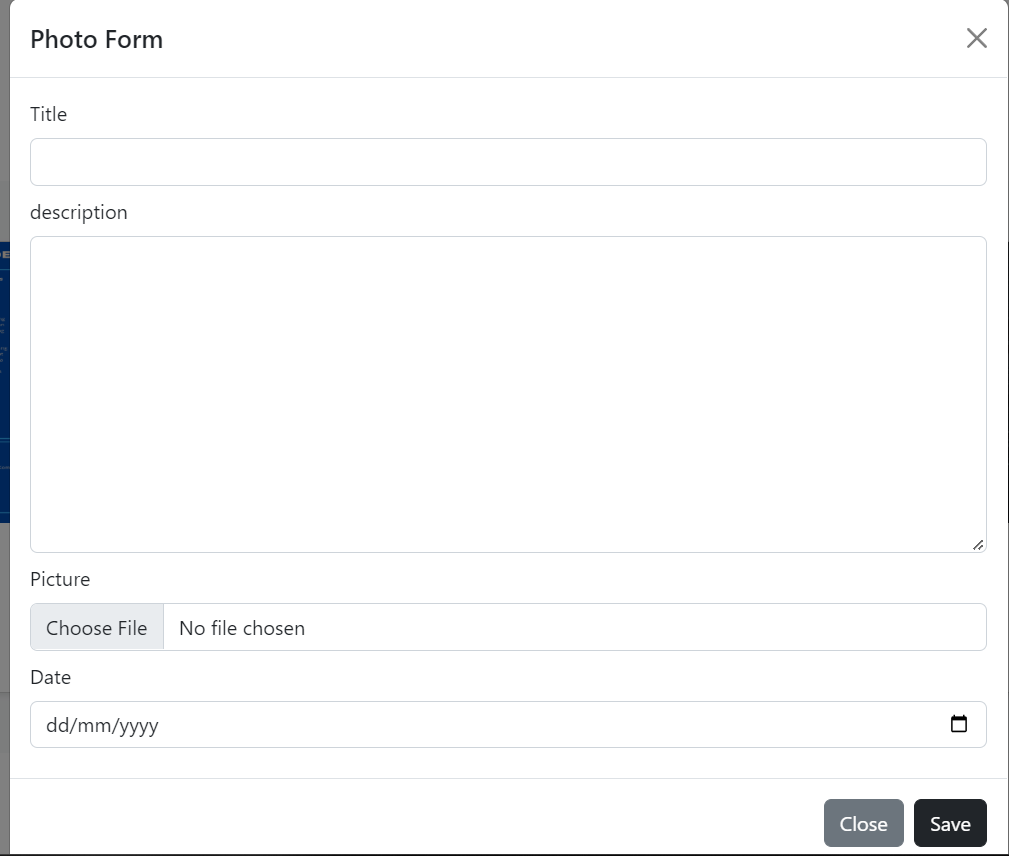 Photo Form
Title
description
Picture
Choose File No file chosen
Date
dd/mm/yyyy
Close Save